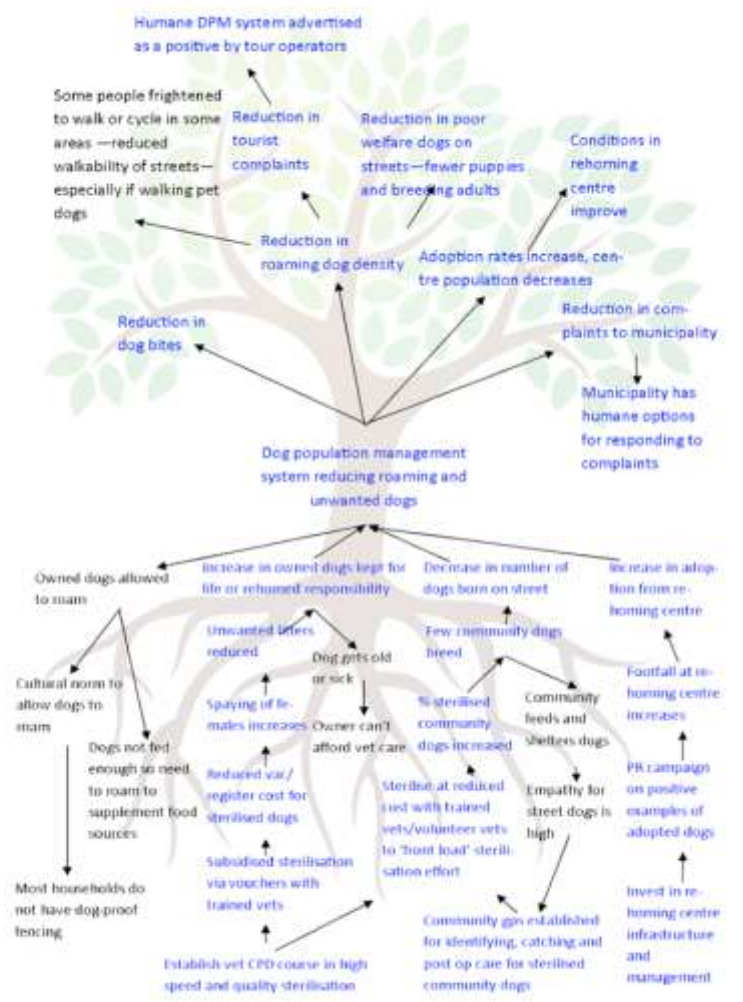 Humane DPM system advertised
as a positive by tour operators
Some people frightened
to walk or cycle in some
areas —reduced
walkability of streets—
especially if walking pet
dogs
Reduction in
tourist
complaints
Reduction in poor
welfare dogs on
streets—fewer puppies
and breeding adults
Conditions in
rehoming
centre
improve
Reduction in
roaming dog density
Adoption rates increase, cen-
tre population decreases
Reduction in
dog bites
Reduction in com-
plaints to municipality
Municipality has
humane options
for responding to
complaints
Dog population management
system reducing roaming and
unwanted dogs
Owned dogs allowed
to roam
Increase in owned dogs kept for
life or rehomed responsibility
Decrease in number of
dogs born on street
Increase in adop-
tion from re-
homing centre
Unwanted litters
reduced
Dog gets old
or sick
Few community dogs
breed
Cultural norm to
allow dogs to
roam
Spaying of fe-
males increases
Owner can't
afford vet care
% sterilised
community
dogs increased
Community
feeds and
shelters dogs
Footfall at re-
homing centre
increases
Dogs not fed
enough so need
to roam to
supplement food
sources
Reduced vac/
register cost for
sterilised dogs
Sterilise at reduced
cost with trained
vets/volunteer vets
to 'front load' sterili-
sation effort
Empathy for
street dogs is
high
PR campaign
on positive
examples of
adopted dogs
Most households do
not have dog-proof
fencing
Subsidised sterilisation
via vouchers with
trained vets
Community gps established
for identifying, catching and
post op care for sterilised
community dogs
Invest in re-
homing centre
infrastructure
and
management
Establish vet CPD course in high
speed and quality sterilisation